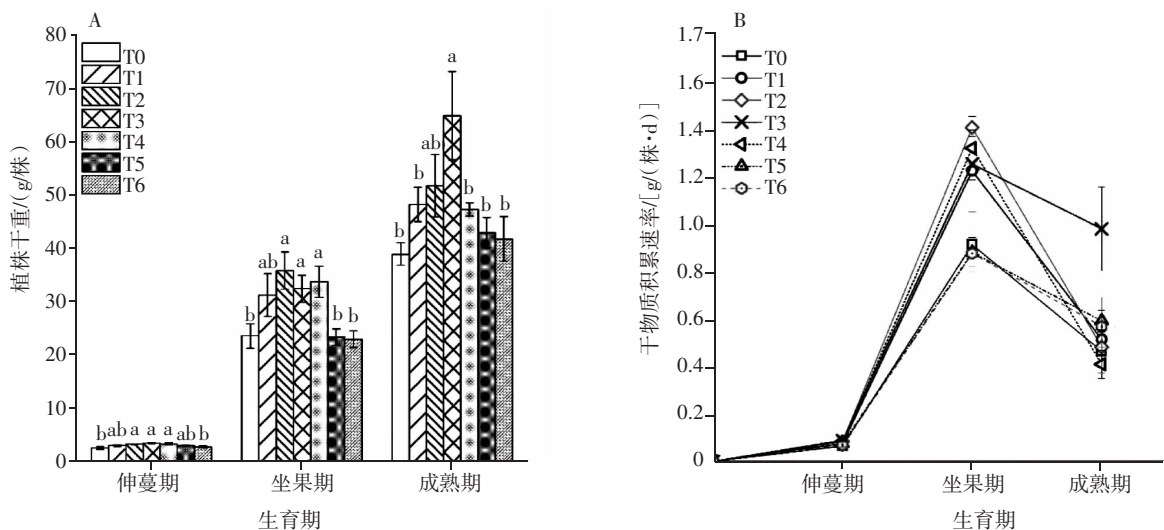 A
植株干重/(g/株)
80
70
60
50
40
30
20
10
0
T0
T1
T2
T3
T4
T5
T6
b ab a a a ab b
b ab a a a b b
b b ab a b b b
伸蔓期 坐果期 成熟期
生育期
B
干物质积累速率/[g/(株·d)]
1.7
1.6
1.4
1.2
1.0
0.8
0.6
0.4
0.2
0
T0
T1
T2
T3
T4
T5
T6
伸蔓期 坐果期 成熟期
生育期